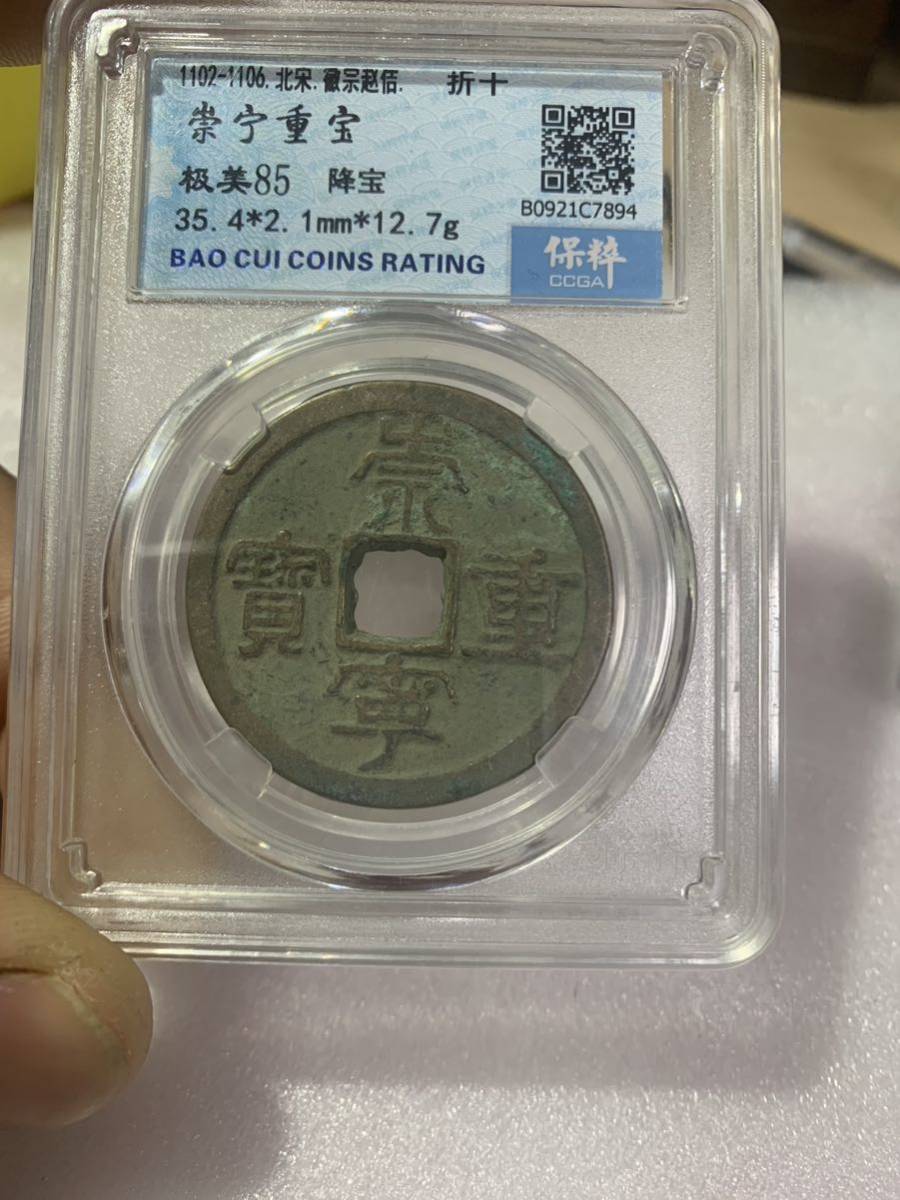 1102-1106.北宋.徽宗赵佰. 折十
崇宁重宝
极美85 降宝
35.4*2.1mm*12.7g
BAO CUI COINS RATING
B0921C7894
保粹
CCGA
崇
寶 重
寧